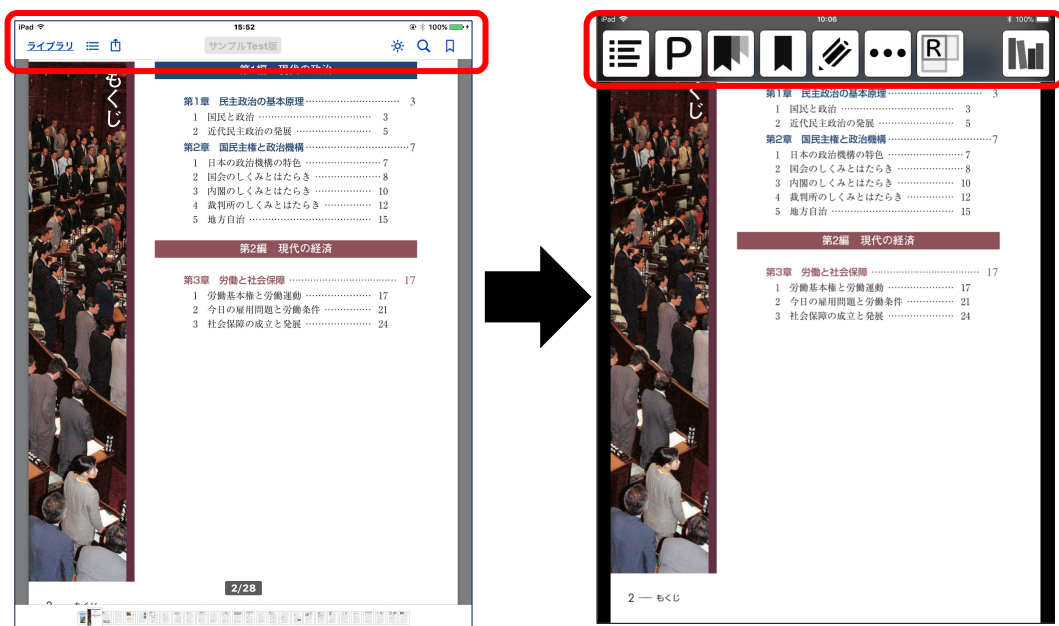 iPad
15:52
100%
ライブラリ
サンプルTest版
もくじ
第1章 民主政治の基本原理………………………… 3
1 国民と政治 ……………………………… 3
2 近代民主政治の発展 …………………… 5
第2章 国民主権と政治機構……………………………7
1 日本の政治機構の特色 ……………………7
2 国会のしくみとはたらき …………………8
3 内閣のしくみとはたらき ……………… 10
4 裁判所のしくみとはたらき …………… 12
5 地方自治 ………………………………… 15
第2編 現代の経済
第3章 労働と社会保障 …………………………… 17
1 労働基本権と労働運動 ………………… 17
2 今日の雇用問題と労働条件 …………… 21
3 社会保障の成立と発展 ………………… 24
2/28
iPad
10:06
100%
P
R
くじ
第1章 民主政治の基本原理………………………… 3
1 国民と政治 ……………………………… 3
2 近代民主政治の発展 …………………… 5
第2章 国民主権と政治機構……………………………7
1 日本の政治機構の特色 ……………………7
2 国会のしくみとはたらき …………………8
3 内閣のしくみとはたらき ……………… 10
4 裁判所のしくみとはたらき …………… 12
5 地方自治 ………………………………… 15
第2編 現代の経済
第3章 労働と社会保障 …………………………… 17
1 労働基本権と労働運動 ………………… 17
2 今日の雇用問題と労働条件 …………… 21
3 社会保障の成立と発展 ………………… 24
2 ― もくじ